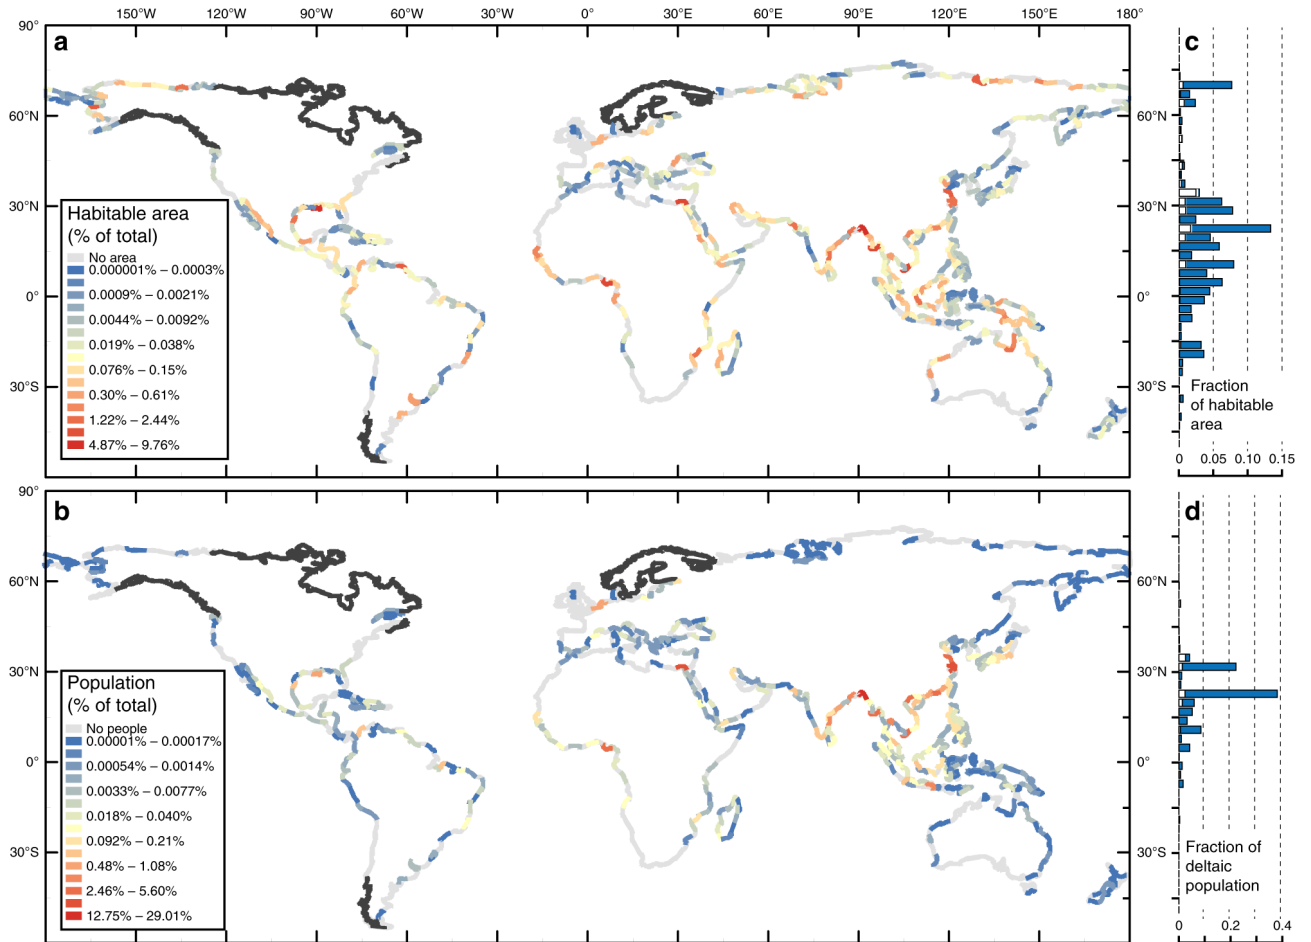 150°W 120°W 90°W 60°W 30°W 0° 30°E 60°E 90°E 120°E 150°E 180°
90°
a
c
60°N
60°N
30°N
30°N
0°
0°
30°S
30°S
Habitable area
(% of total)
No area
0.000001% – 0.0003%
0.0009% – 0.0021%
0.0044% – 0.0092%
0.019% – 0.038%
0.076% – 0.15%
0.30% – 0.61%
1.22% – 2.44%
4.87% – 9.76%
Fraction
of habitable
area
0 0.05 0.10 0.15
90°
b
d
60°N
60°N
30°N
30°N
0°
0°
30°S
30°S
Population
(% of total)
No people
0.00001% – 0.00017%
0.00054% – 0.0014%
0.0033% – 0.0077%
0.018% – 0.040%
0.092% – 0.21%
0.48% – 1.08%
2.46% – 5.60%
12.75% – 29.01%
Fraction of
deltaic
population
0 0.2 0.4